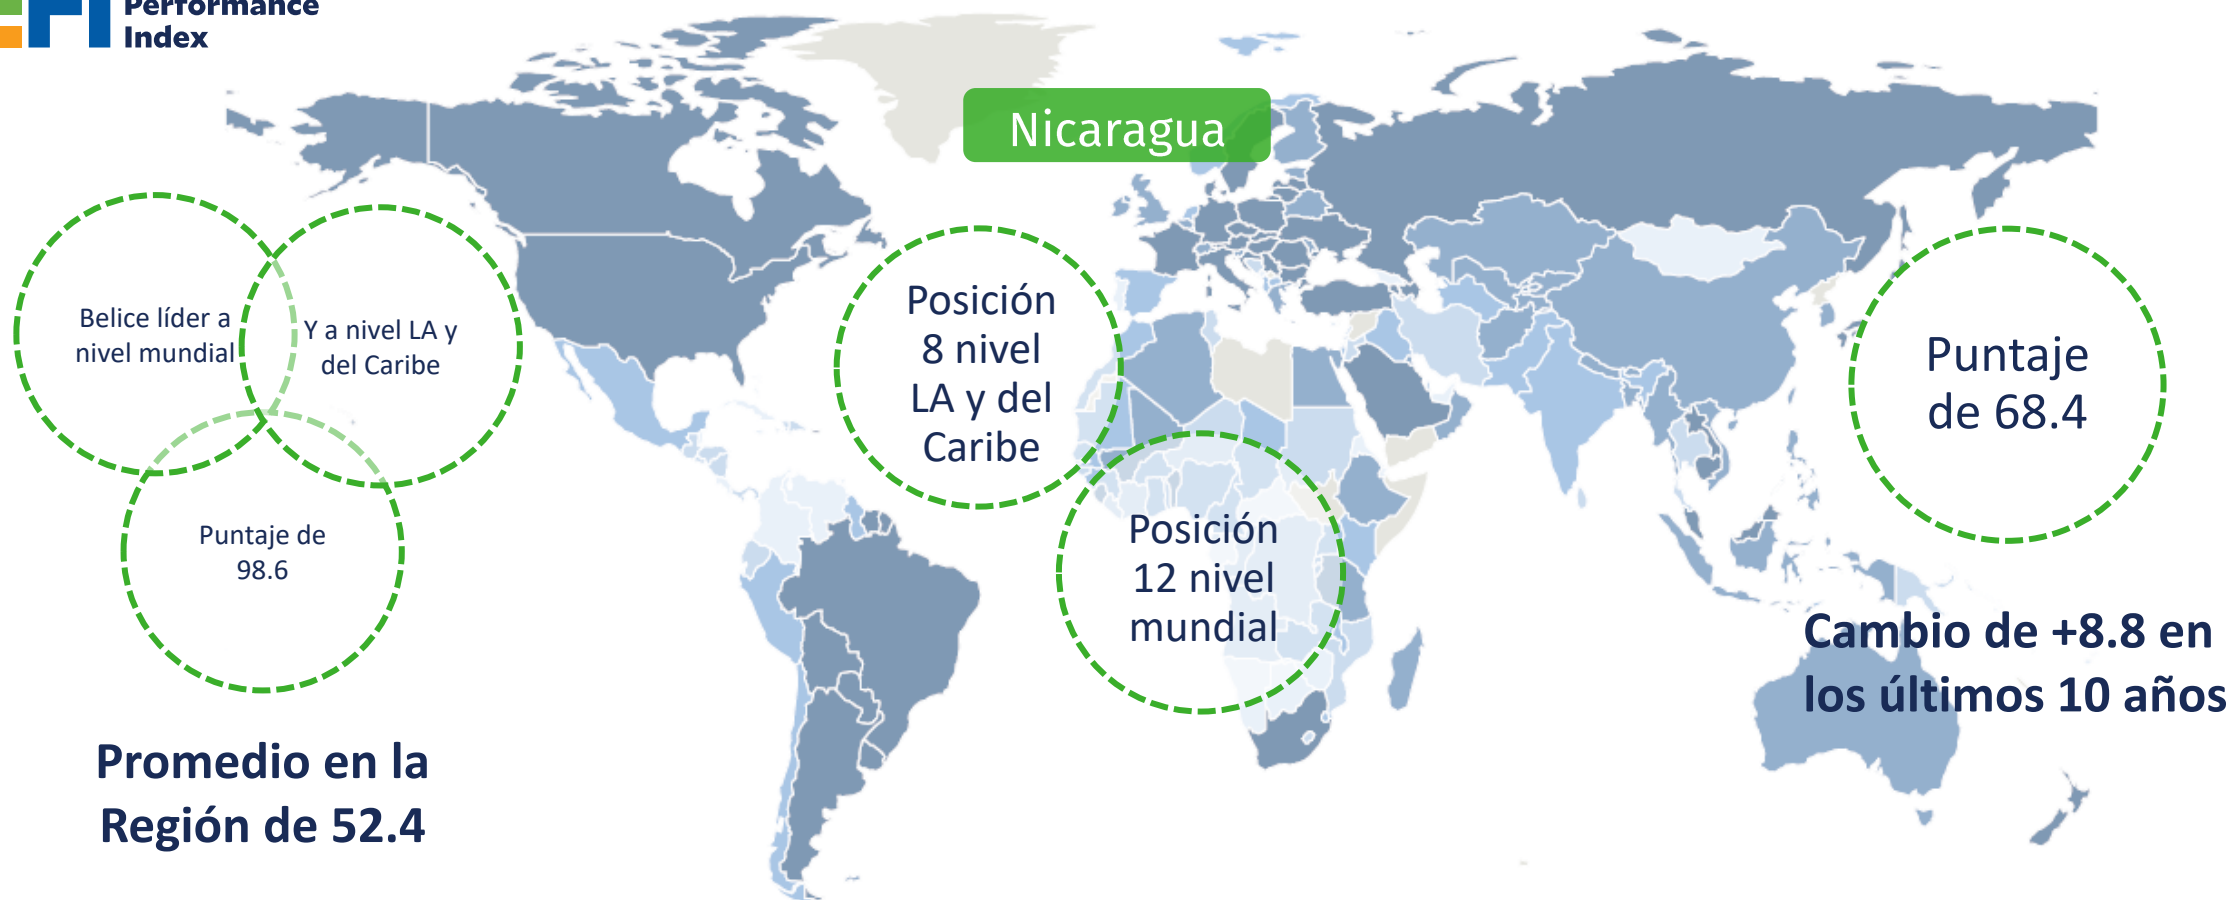 Performance
Index
Nicaragua
Belice líder a
nivel mundial
Y a nivel LA y
del Caribe
Puntaje de
98.6
Promedio en la
Región de 52.4
Posición
8 nivel
LA y del
Caribe
Posición
12 nivel
mundial
Puntaje
de 68.4
Cambio de +8.8 en
los últimos 10 años